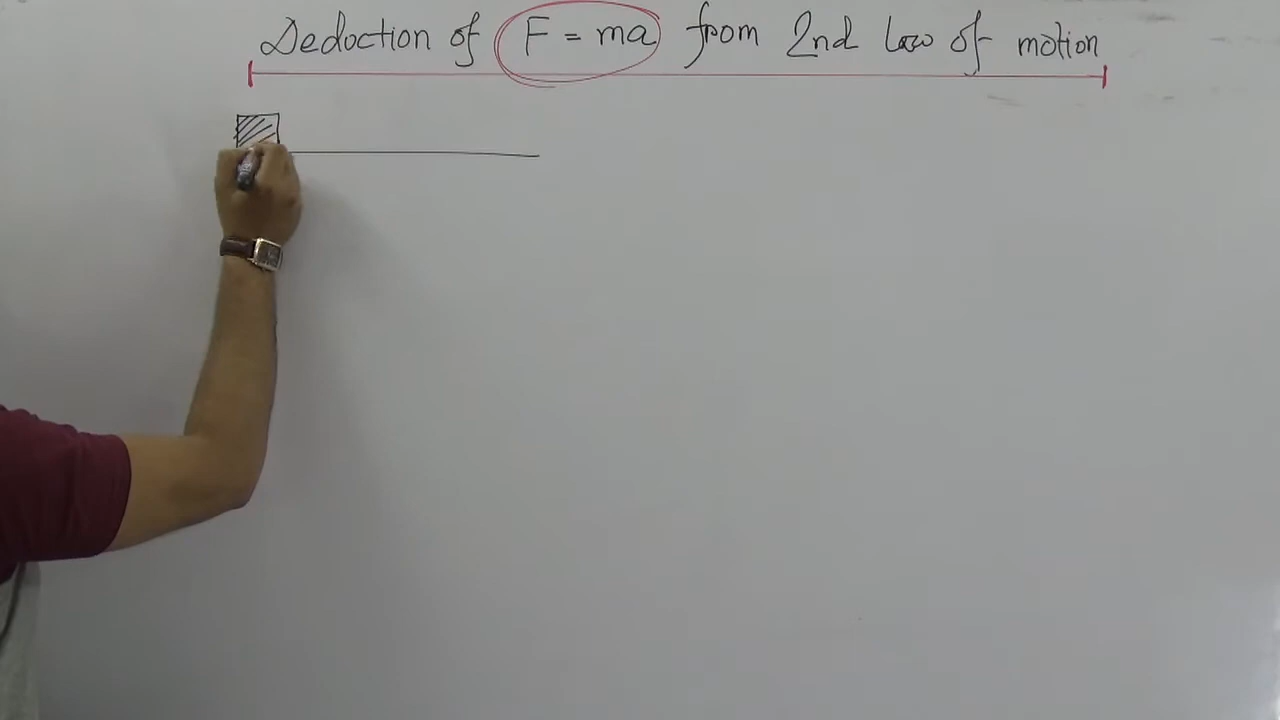 Deduction of F = ma from 2nd law of motion